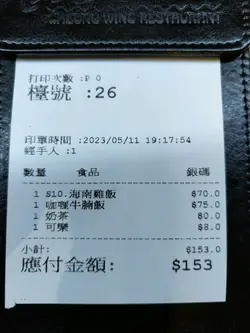 CHEUNG WING RESTAURANT
打印次數 :P 0
檯號 :26
印單時間 :2023/05/11 19:17:54
經手人 :1
數量 食品 銀碼
1 S10.海南雞飯 $70.0
1 咖喱牛腩飯 $75.0
1 奶茶 $0.0
1 可樂 $8.0
小計: $153.0
應付金額: $153